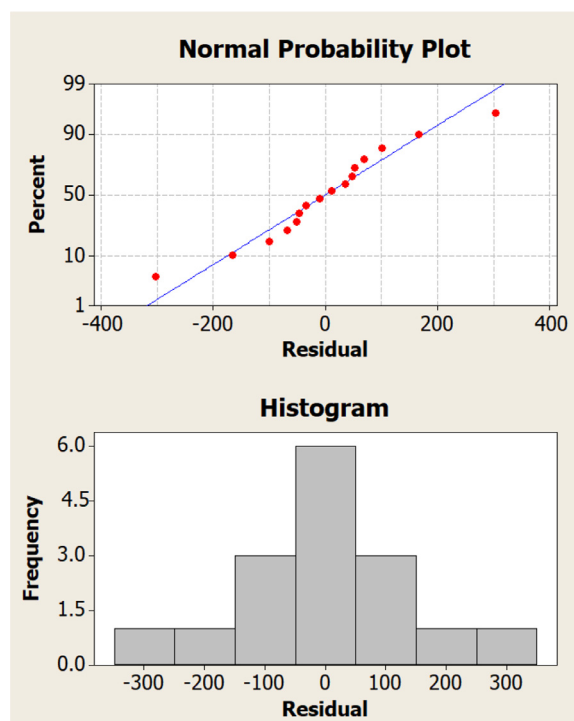 Normal Probability Plot
99
90
50
10
1
Percent
-400 -200 0 200 400
Residual
Histogram
6.0
4.5
3.0
1.5
0.0
Frequency
-300 -200 -100 0 100 200 300
Residual